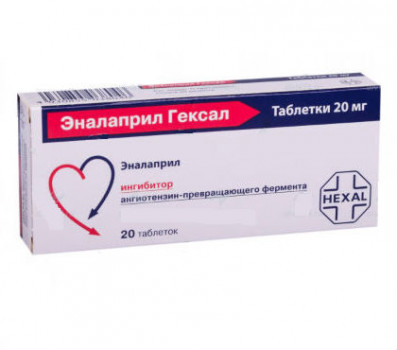 Эналаприл Гексал
Таблетки 20 мг
Эналаприл
ингибитор
ангиотензин-превращающего фермента
HEXAL
20 таблеток